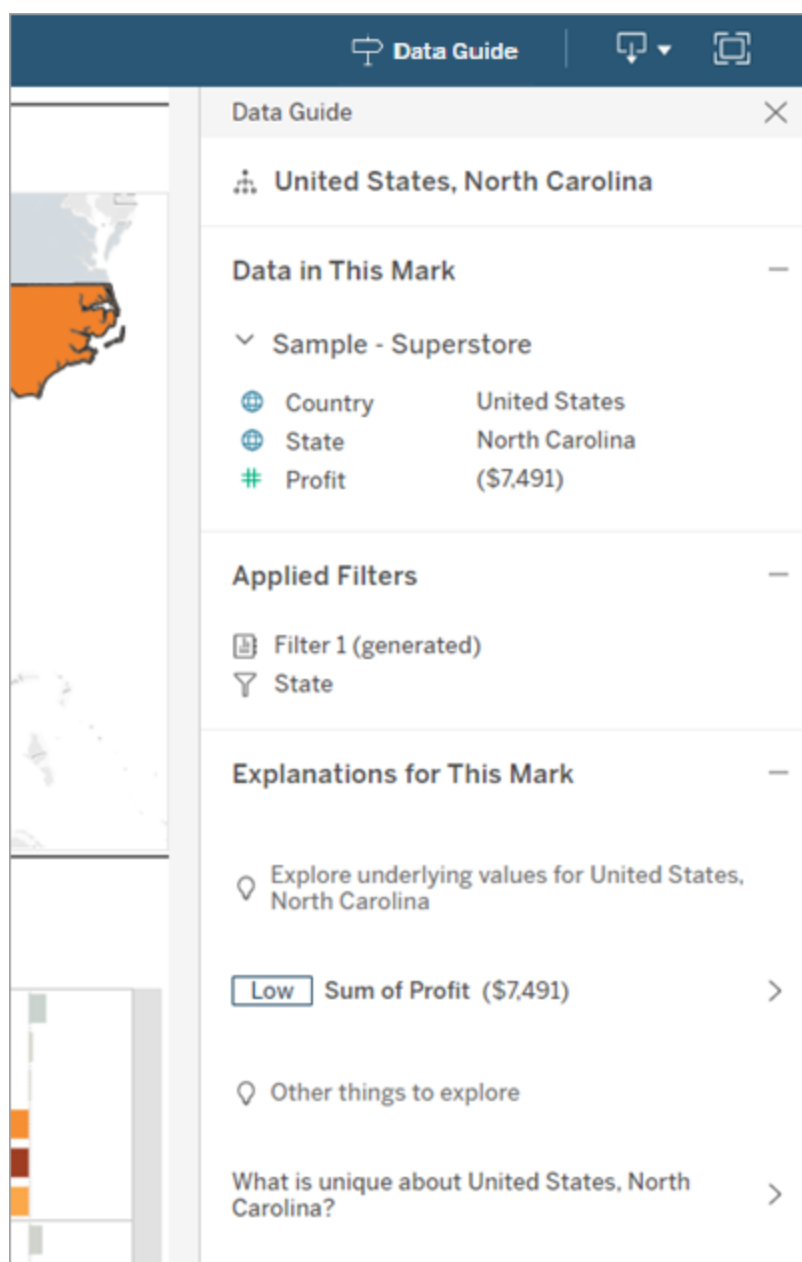 Data Guide
Data Guide
United States, North Carolina
Data in This Mark
Sample - Superstore
Country United States
State North Carolina
Profit ($7,491)
Applied Filters
Filter 1 (generated)
State
Explanations for This Mark
Explore underlying values for United States,
North Carolina
Low Sum of Profit ($7,491)
Other things to explore
What is unique about United States, North
Carolina?